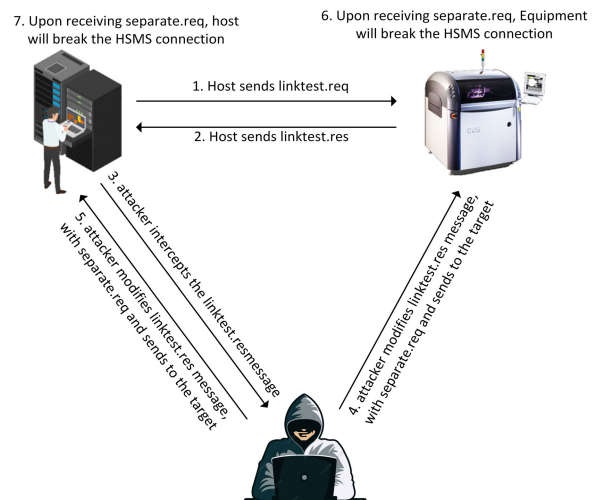 7. Upon receiving separate.req, host
will break the HSMS connection
6. Upon receiving separate.req, Equipment
will break the HSMS connection
1. Host sends linktest.req
2. Host sends linktest.res
3. attacker intercepts the linktest.resmessage
5. attacker modifies linktest.res message,
with separate.req and sends to the target
4. attacker modifies linktest.res message,
with separate.req and sends to the target